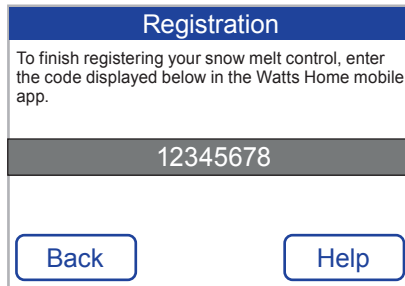 Registration
To finish registering your snow melt control, enter
the code displayed below in the Watts Home mobile
app.
12345678
Back
Help